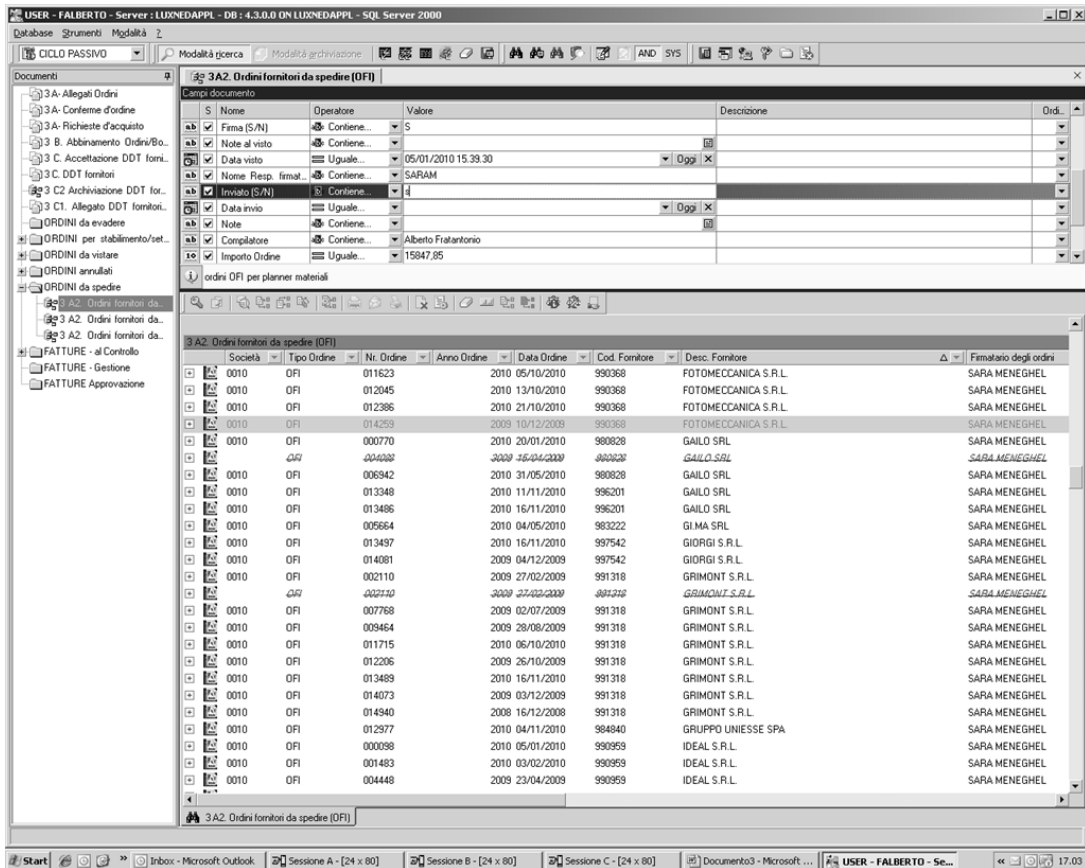 USER - FALBERTO - Server : LUXNEDAPPL - DB : 4.3.0.0 ON LUXNEDAPPL - SQL Server 2000
Database Strumenti Modalità ?
CICLO PASSIVO Modalità ricerca Modalità archiviazione AND SYS
Documenti
3 A- Allegati Ordini
3 A- Conferme d'ordine
3 A- Richieste d'acquisto
3 B. Abbinamento Ordini/Bo...
3 C. Accettazione DDT forni...
3 C. DDT fornitori
3 C2 Archiviazione DDT for...
3 C1. Allegato DDT fornitori...
ORDINI da evadere
ORDINI per stabilimento/set...
ORDINI da vistare
ORDINI annullati
ORDINI da spedire
3 A2. Ordini fornitori da...
3 A2. Ordini fornitori da...
3 A2. Ordini fornitori da...
FATTURE - al Controllo
FATTURE - Gestione
FATTURE Approvazione
3 A2. Ordini fornitori da spedire (OFI)
Campi documento
S Nome Operatore Valore Descrizione Ordi...
Firma (S/N) Contiene... S
Note al visto Contiene...
Data visto Uguale... 05/01/2010 15.39.30 Oggi X
Nome Resp. firmat... Contiene... SARAM
Inviato (S/N) Contiene... s
Data invio Uguale... Oggi X
Note Contiene...
Compilatore Contiene... Alberto Fratantonio
Importo Ordine Uguale... 15847,85
ordini OFI per planner materiali
3 A2. Ordini fornitori da spedire (OFI)
Società Tipo Ordine Nr. Ordine Anno Ordine Data Ordine Cod. Fornitore Desc. Fornitore Firmatario degli ordini
0010 OFI 011623 2010 05/10/2010 990368 FOTOMECCANICA S.R.L. SARA MENEGHEL
0010 OFI 012045 2010 13/10/2010 990368 FOTOMECCANICA S.R.L. SARA MENEGHEL
0010 OFI 012386 2010 21/10/2010 990368 FOTOMECCANICA S.R.L. SARA MENEGHEL
0010 OFI 014259 2009 10/12/2009 990368 FOTOMECCANICA S.R.L. SARA MENEGHEL
0010 OFI 000770 2010 20/01/2010 980828 GAILO SRL SARA MENEGHEL
OFI 004088 3009 15/04/2009 980828 GAILO SRL SARA MENEGHEL
0010 OFI 006942 2010 31/05/2010 980828 GAILO SRL SARA MENEGHEL
0010 OFI 013348 2010 11/11/2010 996201 GAILO SRL SARA MENEGHEL
0010 OFI 013486 2010 16/11/2010 996201 GAILO SRL SARA MENEGHEL
0010 OFI 005664 2010 04/05/2010 983222 GI.MA SRL SARA MENEGHEL
0010 OFI 013497 2010 16/11/2010 997542 GIORGI S.R.L. SARA MENEGHEL
0010 OFI 014081 2009 04/12/2009 997542 GIORGI S.R.L. SARA MENEGHEL
0010 OFI 002110 2009 27/02/2009 991318 GRIMONT S.R.L. SARA MENEGHEL
OFI 002110 3009 27/02/2009 991318 GRIMONT S.R.L. SARA MENEGHEL
0010 OFI 007768 2009 02/07/2009 991318 GRIMONT S.R.L. SARA MENEGHEL
0010 OFI 009464 2009 28/08/2009 991318 GRIMONT S.R.L. SARA MENEGHEL
0010 OFI 011715 2010 06/10/2010 991318 GRIMONT S.R.L. SARA MENEGHEL
0010 OFI 012206 2009 26/10/2009 991318 GRIMONT S.R.L. SARA MENEGHEL
0010 OFI 013489 2010 16/11/2010 991318 GRIMONT S.R.L. SARA MENEGHEL
0010 OFI 014073 2009 03/12/2009 991318 GRIMONT S.R.L. SARA MENEGHEL
0010 OFI 014940 2008 16/12/2008 991318 GRIMONT S.R.L. SARA MENEGHEL
0010 OFI 012977 2010 04/11/2010 984840 GRUPPO UNIESSE SPA SARA MENEGHEL
0010 OFI 000098 2010 05/01/2010 990959 IDEAL S.R.L. SARA MENEGHEL
0010 OFI 001483 2010 03/02/2010 990959 IDEAL S.R.L. SARA MENEGHEL
0010 OFI 004448 2009 23/04/2009 990959 IDEAL S.R.L. SARA MENEGHEL
3 A2. Ordini fornitori da spedire (OFI)
Start Inbox - Microsoft Outlook Sessione A - [24 x 80] Sessione B - [24 x 80] Sessione C - [24 x 80] Documento3 - Microsoft ... USER - FALBERTO - Se... 17.03